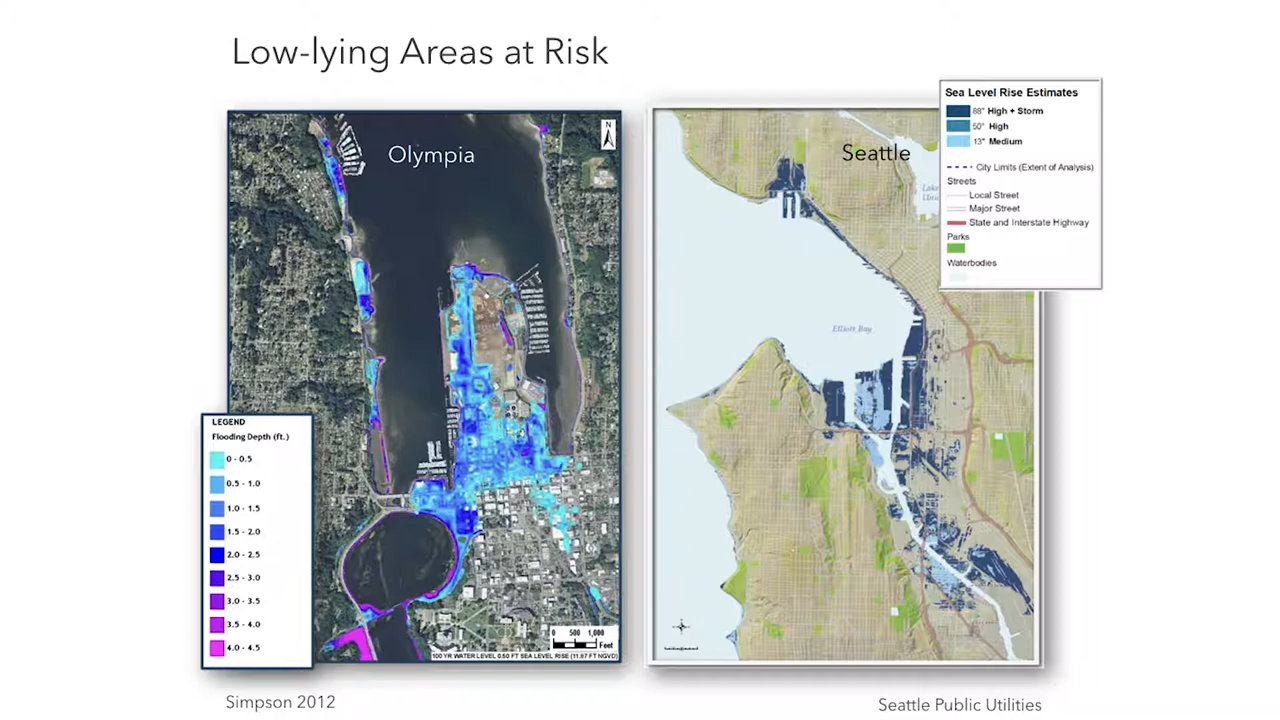 Low-lying Areas at Risk
Olympia
N
LEGEND
Flooding Depth (ft.)
0 - 0.5
0.5 - 1.0
1.0 - 1.5
1.5 - 2.0
2.0 - 2.5
2.5 - 3.0
3.0 - 3.5
3.5 - 4.0
4.0 - 4.5
0 500 1,000
Feet
100 YR WATER LEVEL 0.50 FT SEA LEVEL RISE (11.97 FT NGVD)
Simpson 2012
Seattle
Lake
Elliott Bay
Sea Level Rise Estimates
88" High + Storm
50" High
13" Medium
City Limits (Extent of Analysis)
Streets
Local Street
Major Street
State and Interstate Highway
Parks
Waterbodies
Seattle Public Utilities